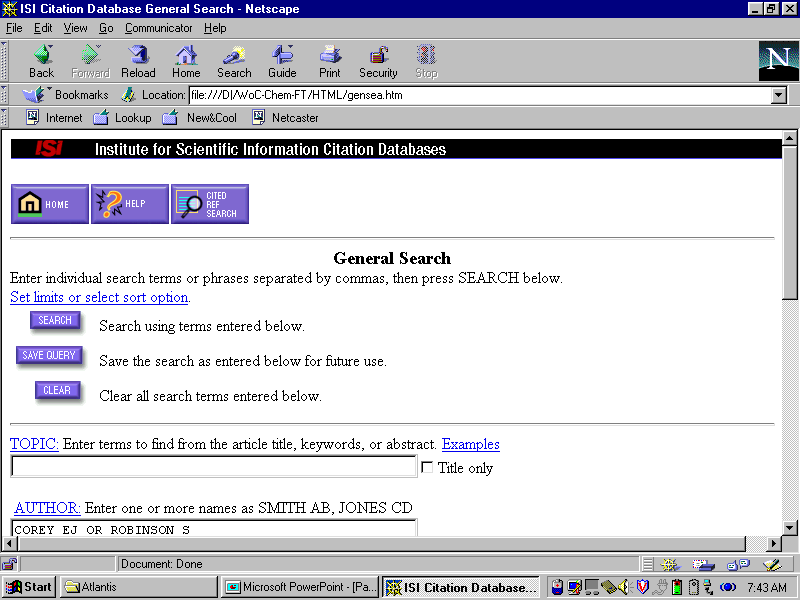 ISI Citation Database General Search - Netscape
File Edit View Go Communicator Help
Back Forward Reload Home Search Guide Print Security Stop
N
Bookmarks Location: file:///D|/WoC-Chem-FT/HTML/gensea.htm
Internet Lookup New&Cool Netcaster
ISI Institute for Scientific Information Citation Databases
HOME HELP CITED REF SEARCH
General Search
Enter individual search terms or phrases separated by commas, then press SEARCH below.
Set limits or select sort option.
SEARCH Search using terms entered below.
SAVE QUERY Save the search as entered below for future use.
CLEAR Clear all search terms entered below.
TOPIC: Enter terms to find from the article title, keywords, or abstract. Examples
Title only
AUTHOR: Enter one or more names as SMITH AB, JONES CD
COREY EJ OR ROBINSON S
Document: Done
Start Atlantis Microsoft PowerPoint - [Pa... ISI Citation Database... 7:43 AM